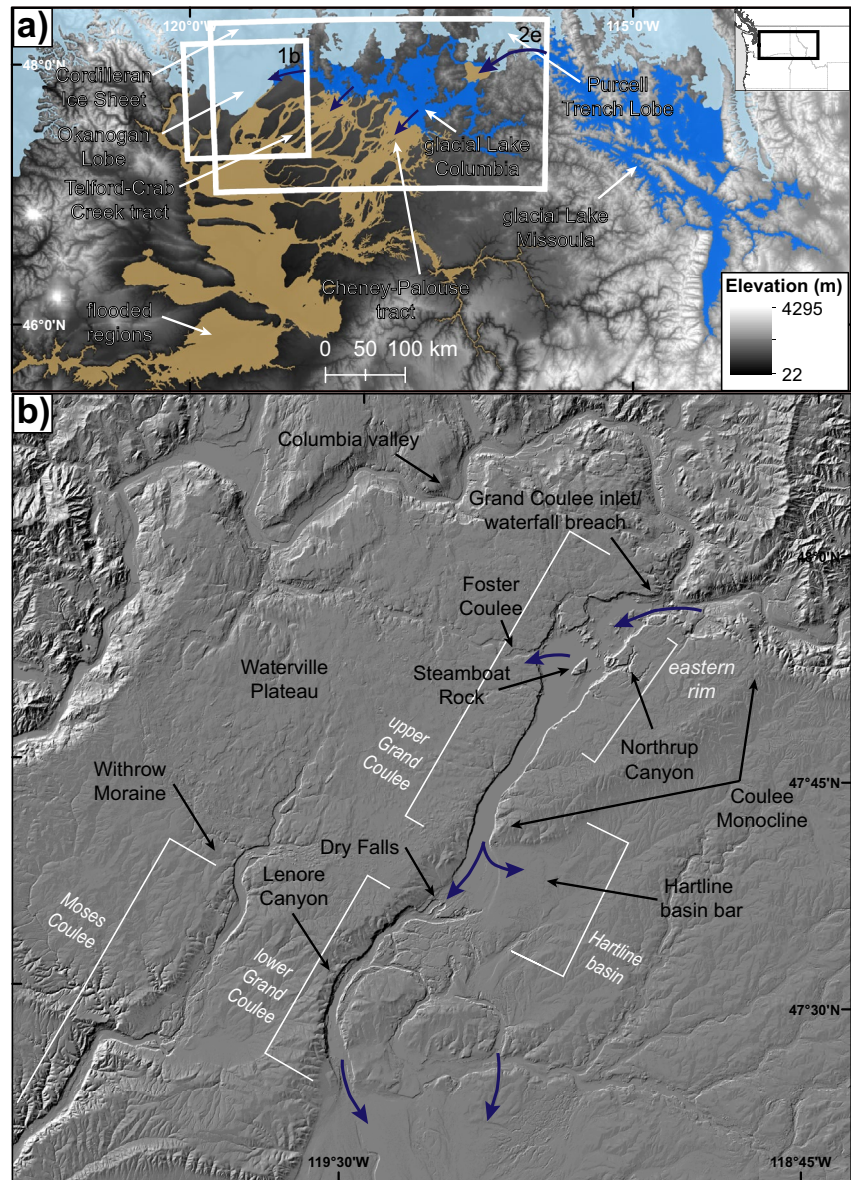 a)
120°0'W
115°0'W
48°0'N
1b
2e
Cordilleran
Ice Sheet
Okanogan
Lobe
Telford-Crab
Creek tract
Purcell
Trench Lobe
glacial Lake
Columbia
glacial Lake
Missoula
Cheney-Palouse
tract
flooded
regions
46°0'N
0 50 100 km
Elevation (m)
4295
22
b)
Columbia valley
Grand Coulee inlet/
waterfall breach
48°0'N
Foster
Coulee
Steamboat
Rock
Waterville
Plateau
eastern
rim
upper
Grand
Coulee
Northrup
Canyon
Withrow
Moraine
47°45'N
Coulee
Monocline
Dry Falls
Lenore
Canyon
Hartline
basin bar
Moses
Coulee
lower
Grand
Coulee
Hartline
basin
47°30'N
119°30'W
118°45'W